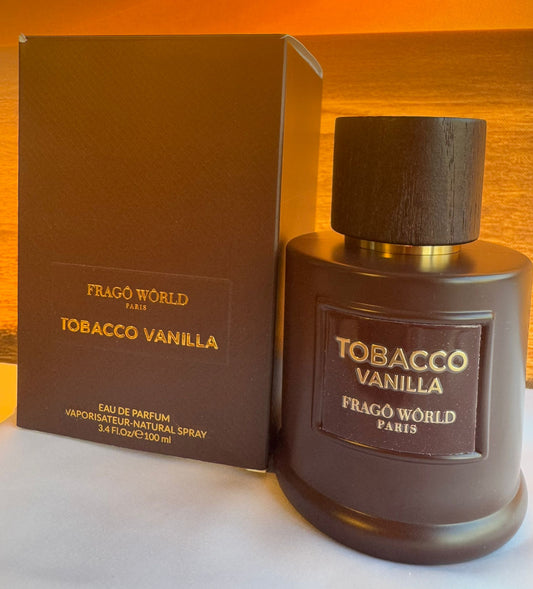 FRAGÔ WÔRLD
PARIS
TOBACCO VANILLA
EAU DE PARFUM
VAPORISATEUR-NATURAL SPRAY
3.4 Fl.Oz/℮100 ml
TOBACCO
VANILLA
FRAGÔ WÔRLD
PARIS